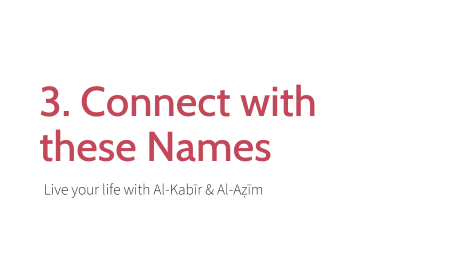 3. Connect with
these Names
Live your life with Al-Kabīr & Al-Aẓīm